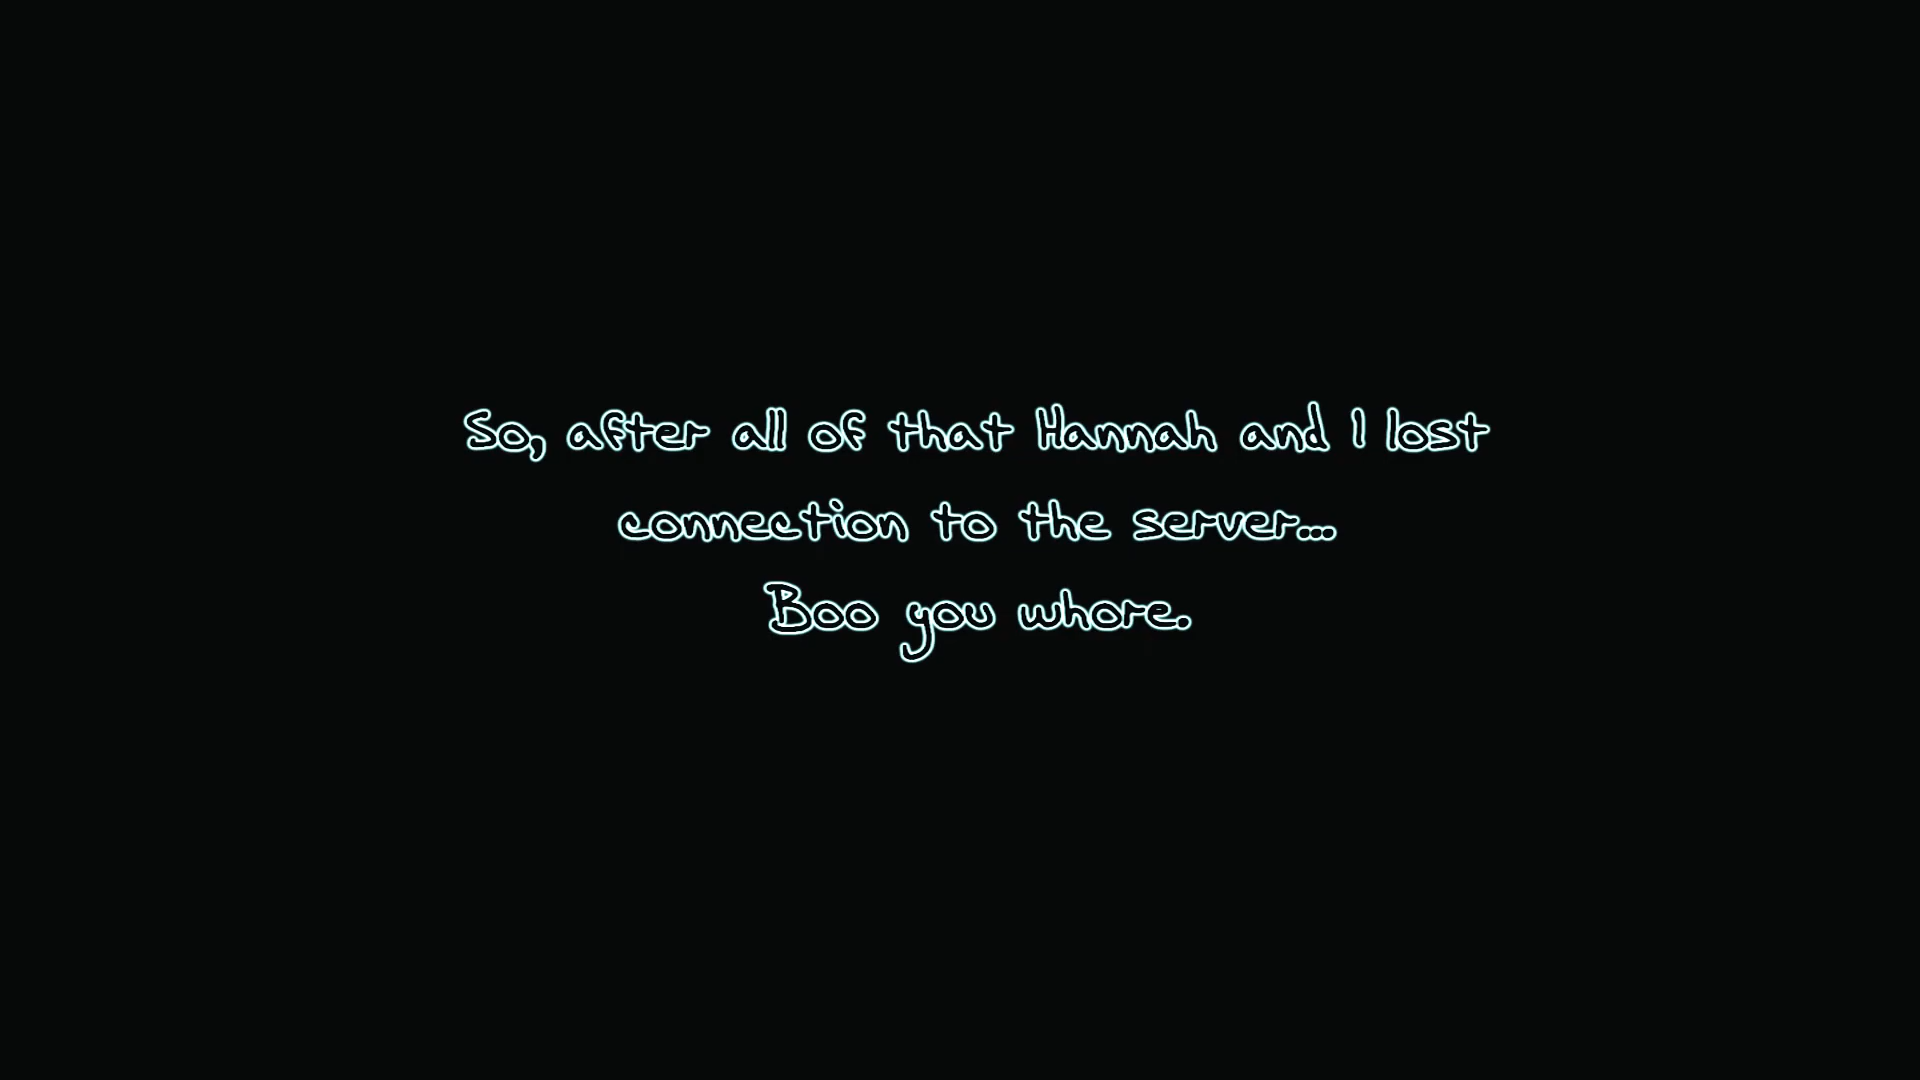 So, after all of that Hannah and I lost
connection to the server...
Boo you whore.